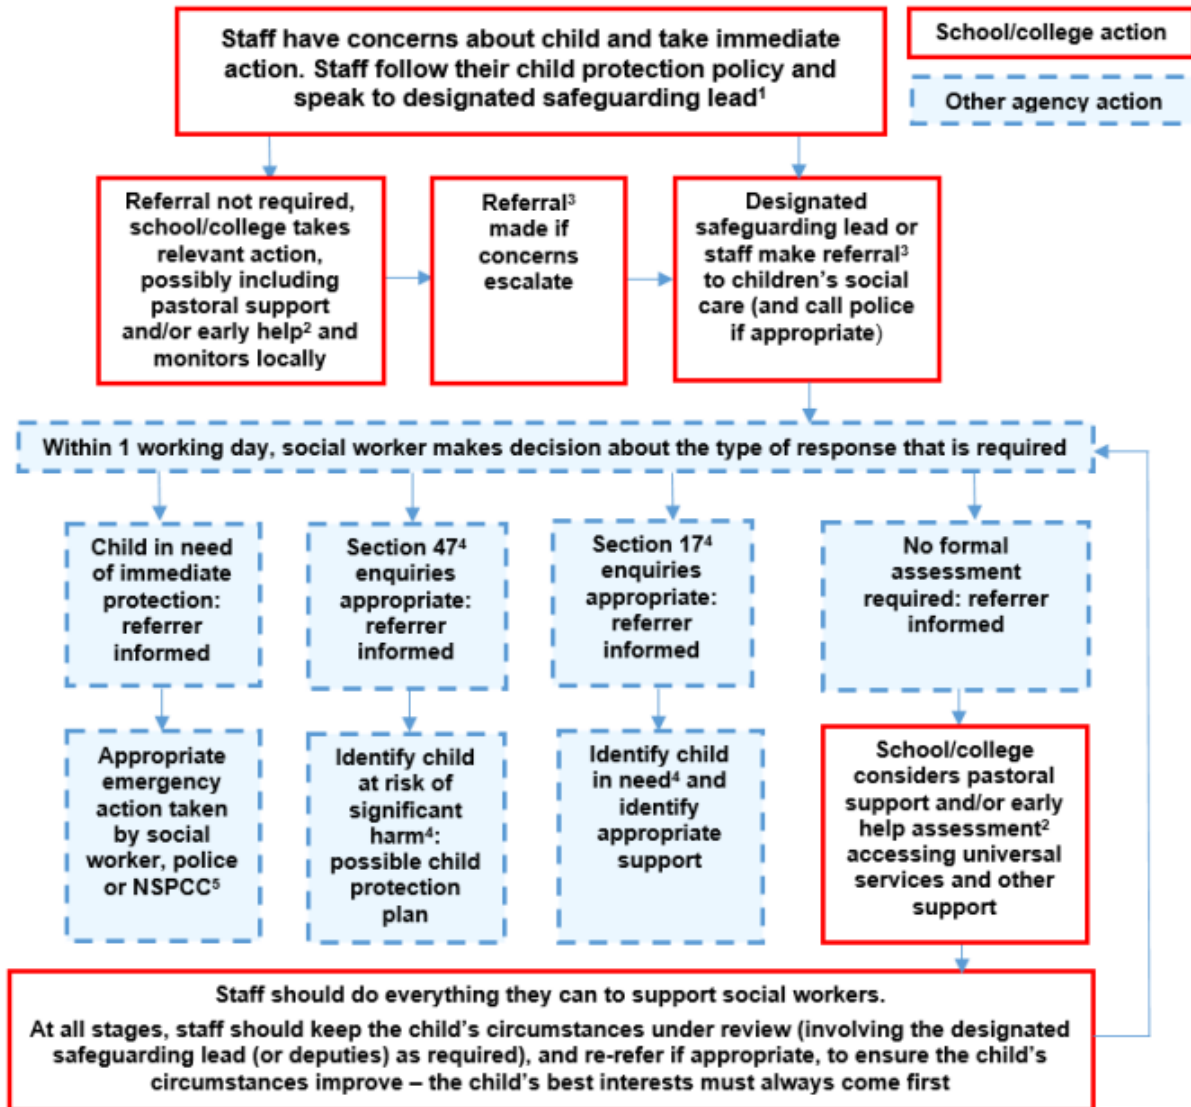 Staff have concerns about child and take immediate
action. Staff follow their child protection policy and
speak to designated safeguarding lead¹
School/college action
Other agency action
Referral not required,
school/college takes
relevant action,
possibly including
pastoral support
and/or early help² and
monitors locally
Referral³
made if
concerns
escalate
Designated
safeguarding lead or
staff make referral³
to children’s social
care (and call police
if appropriate)
Within 1 working day, social worker makes decision about the type of response that is required
Child in need
of immediate
protection:
referrer
informed
Section 47⁴
enquiries
appropriate:
referrer
informed
Section 17⁴
enquiries
appropriate:
referrer
informed
No formal
assessment
required: referrer
informed
Appropriate
emergency
action taken
by social
worker, police
or NSPCC⁵
Identify child
at risk of
significant
harm⁴:
possible child
protection
plan
Identify child
in need⁴ and
identify
appropriate
support
School/college
considers pastoral
support and/or early
help assessment²
accessing universal
services and other
support
Staff should do everything they can to support social workers.
At all stages, staff should keep the child’s circumstances under review (involving the designated
safeguarding lead (or deputies) as required), and re-refer if appropriate, to ensure the child’s
circumstances improve – the child’s best interests must always come first